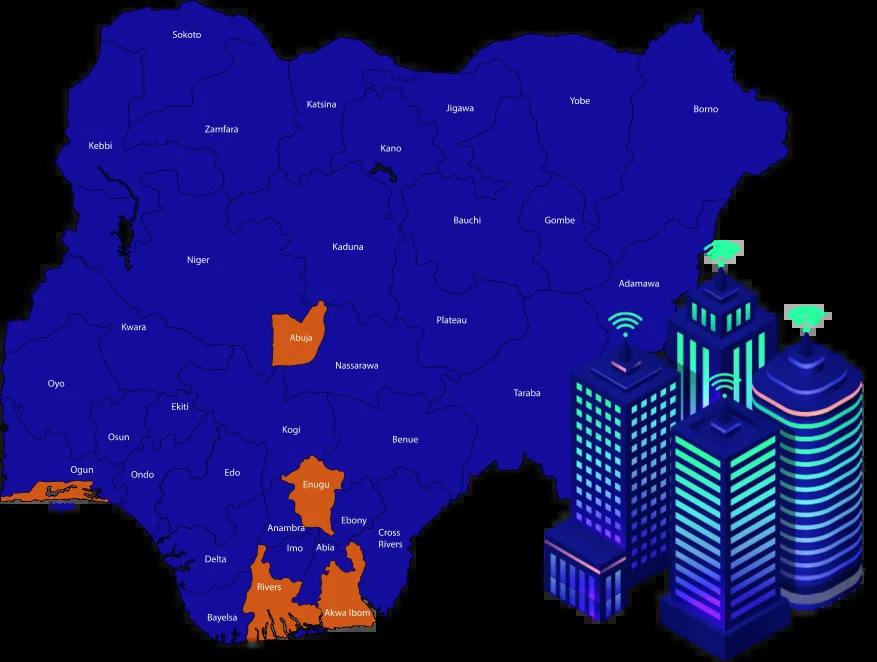 Sokoto
Katsina
Jigawa
Yobe
Borno
Zamfara
Kebbi
Kano
Bauchi
Gombe
Kaduna
Niger
Adamawa
Kwara
Abuja
Plateau
Nassarawa
Oyo
Taraba
Ekiti
Osun
Kogi
Benue
Ogun
Ondo
Edo
Enugu
Anambra
Ebony
Cross
Rivers
Imo
Abia
Delta
Rivers
Bayelsa
Akwa Ibom